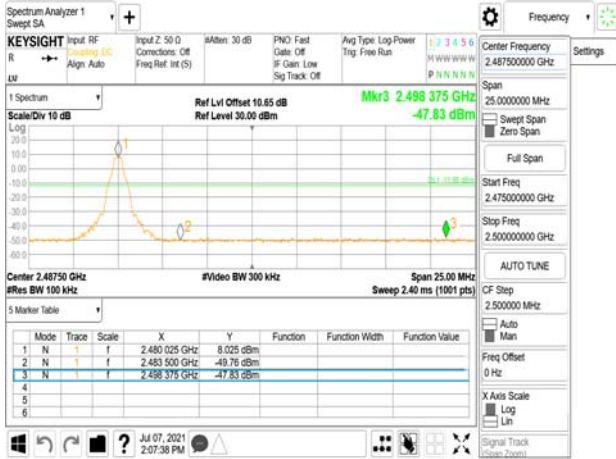 Spectrum Analyzer 1
Swept SA
Frequency
KEYSIGHT
R
Input: RF
Coupling: DC
Align: Auto
Input Z: 50 Ω
Corrections: Off
Freq Ref: Int (S)
#Atten: 30 dB
PNO: Fast
Gate: Off
IF Gain: Low
Sig Track: Off
Avg Type: Log-Power
Trig: Free Run
1 2 3 4 5 6
M W W W W W
P N N N N N
1 Spectrum
Scale/Div 10 dB
Ref Lvl Offset 10.65 dB
Ref Level 30.00 dBm
Mkr3 2.498 375 GHz
-47.83 dBm
Log
20.0
10.0
0.00
-10.0
-20.0
-30.0
-40.0
-50.0
-60.0
1
2
3
Center 2.48750 GHz
#Res BW 100 kHz
#Video BW 300 kHz
Span 25.00 MHz
Sweep 2.40 ms (1001 pts)
5 Marker Table
Mode Trace Scale X Y Function Function Width Function Value
1 N 1 f 2.480 025 GHz 8.025 dBm
2 N 1 f 2.483 500 GHz -49.76 dBm
3 N 1 f 2.498 375 GHz -47.83 dBm
4
5
6
Jul 07, 2021
2:07:38 PM
Center Frequency
2.487500000 GHz
Settings
Span
25.0000000 MHz
Swept Span
Zero Span
Full Span
Start Freq
2.475000000 GHz
Stop Freq
2.500000000 GHz
AUTO TUNE
CF Step
2.500000 MHz
Auto
Man
Freq Offset
0 Hz
X Axis Scale
Log
Lin
Signal Track
(Span Zoom)